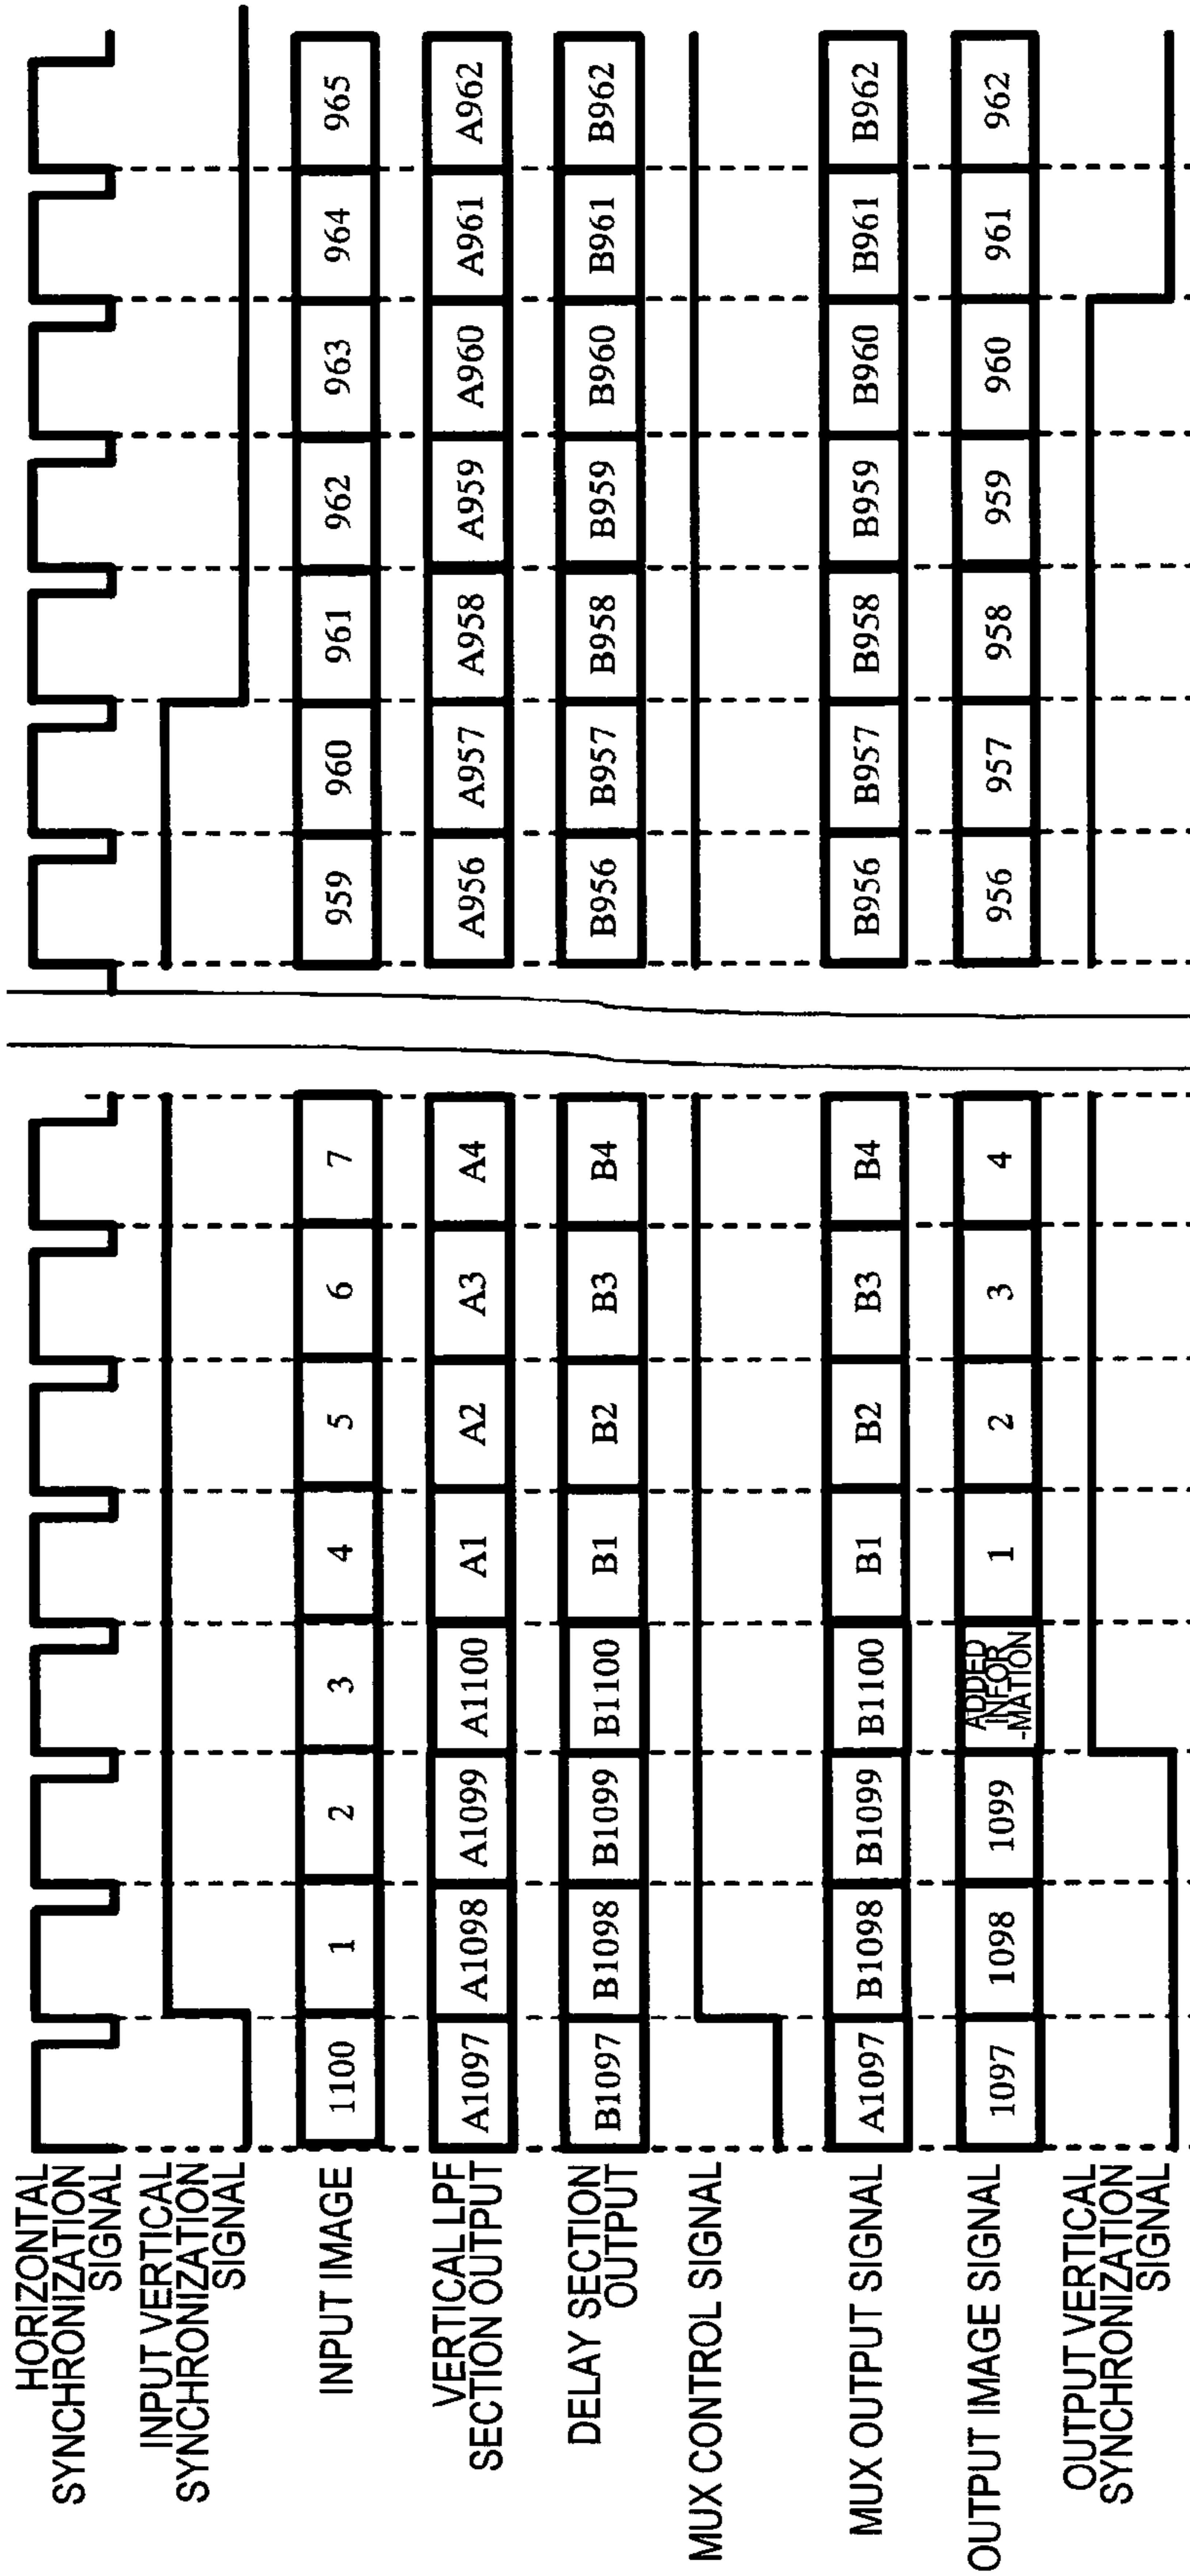 HORIZONTAL
SYNCHRONIZATION
SIGNAL
INPUT VERTICAL
SYNCHRONIZATION
SIGNAL
INPUT IMAGE 1100 1 2 3 4 5 6 7 959 960 961 962 963 964 965
VERTICAL LPF
SECTION OUTPUT A1097 A1098 A1099 A1100 A1 A2 A3 A4 A956 A957 A958 A959 A960 A961 A962
DELAY SECTION
OUTPUT B1097 B1098 B1099 B1100 B1 B2 B3 B4 B956 B957 B958 B959 B960 B961 B962
MUX CONTROL SIGNAL
MUX OUTPUT SIGNAL A1097 B1098 B1099 B1100 B1 B2 B3 B4 B956 B957 B958 B959 B960 B961 B962
OUTPUT IMAGE SIGNAL 1097 1098 1099 ADDED
INFOR
-MATION 1 2 3 4 956 957 958 959 960 961 962
OUTPUT VERTICAL
SYNCHRONIZATION
SIGNAL